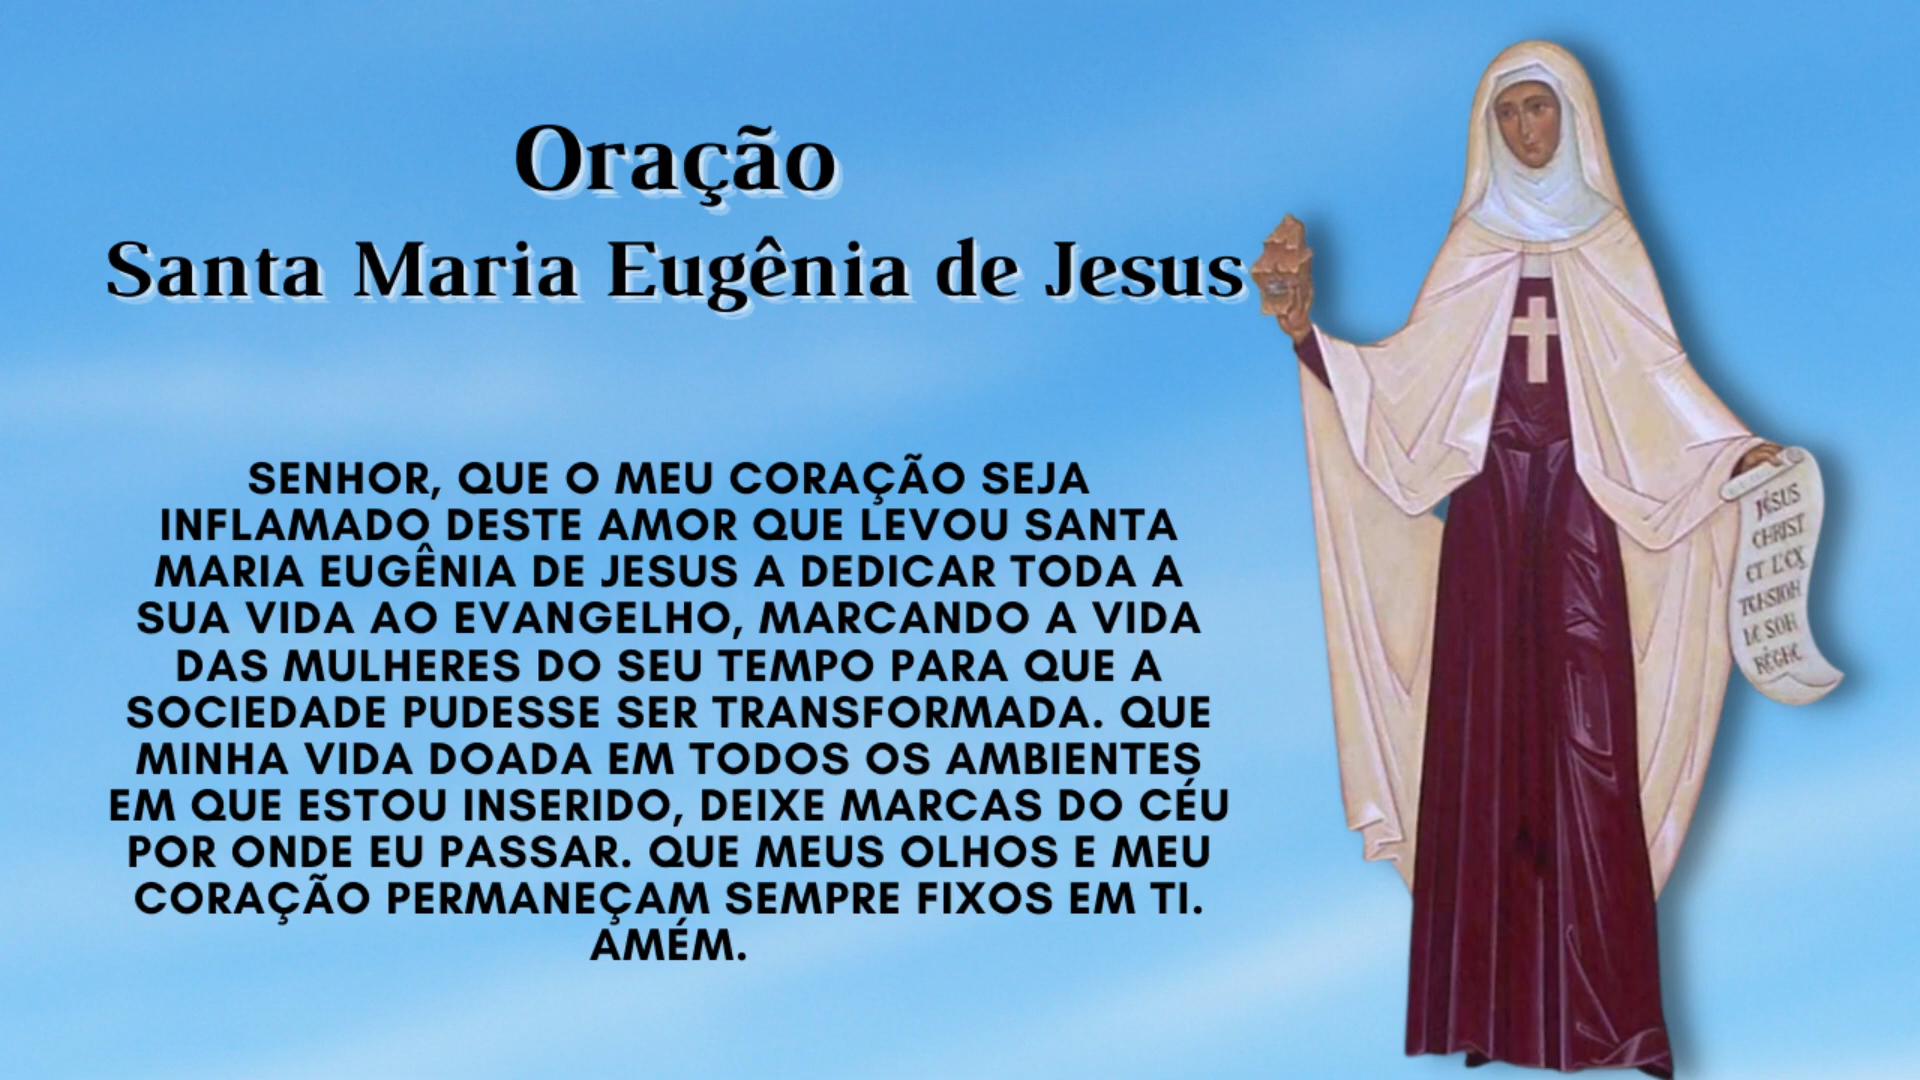 Oração
Santa Maria Eugênia de Jesus
SENHOR, QUE O MEU CORAÇÃO SEJA
INFLAMADO DESTE AMOR QUE LEVOU SANTA
MARIA EUGÊNIA DE JESUS A DEDICAR TODA A
SUA VIDA AO EVANGELHO, MARCANDO A VIDA
DAS MULHERES DO SEU TEMPO PARA QUE A
SOCIEDADE PUDESSE SER TRANSFORMADA. QUE
MINHA VIDA DOADA EM TODOS OS AMBIENTES
EM QUE ESTOU INSERIDO, DEIXE MARCAS DO CÉU
POR ONDE EU PASSAR. QUE MEUS OLHOS E MEU
CORAÇÃO PERMANEÇAM SEMPRE FIXOS EM TI.
AMÉM.
JÉSUS
CHRIST
ET L'EX
TENSION
DE SON
RÈGNE